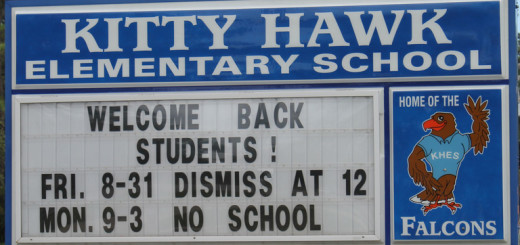 KITTY HAWK
ELEMENTARY SCHOOL
WELCOME BACK
STUDENTS!
FRI. 8-31 DISMISS AT 12
MON. 9-3 NO SCHOOL
HOME OF THE
KHES
FALCONS